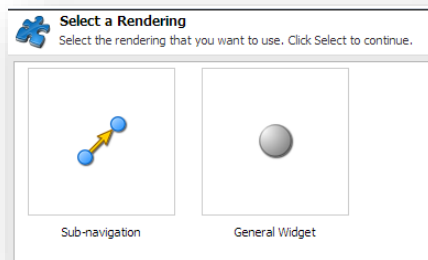 Select a Rendering
Select the rendering that you want to use. Click Select to continue.
Sub-navigation
General Widget